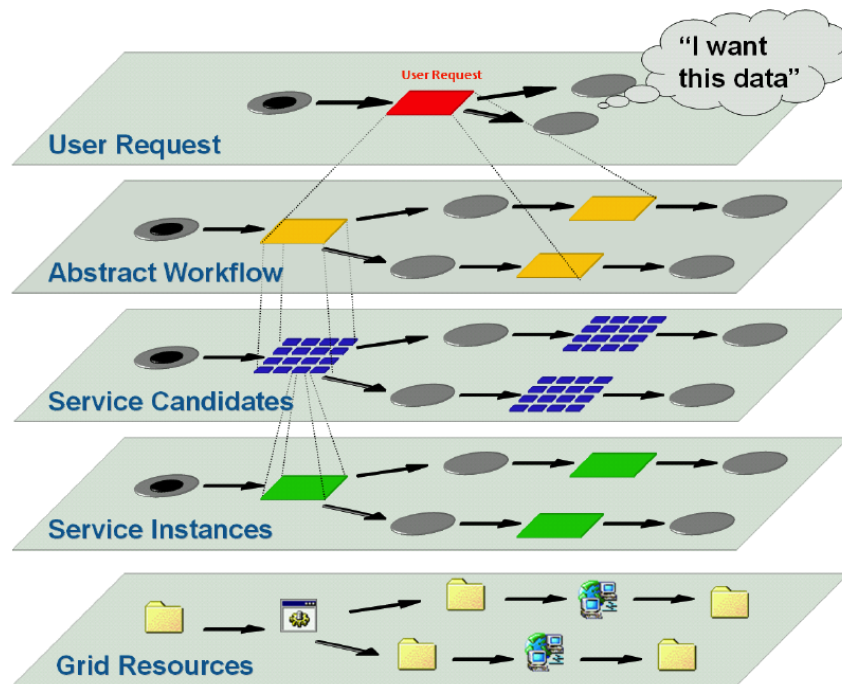 “I want
this data”
User Request
User Request
Abstract Workflow
Service Candidates
Service Instances
Grid Resources